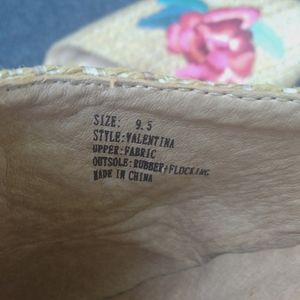 SIZE: 9.5
STYLE:VALENTINA
UPPER:FABRIC
OUTSOLE:RUBBER+FLOCKING
MADE IN CHINA